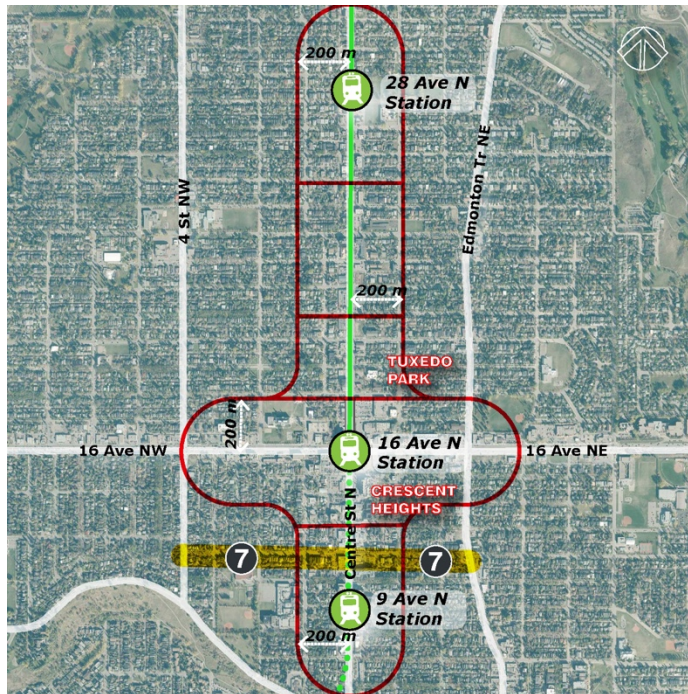 200 m
28 Ave N
Station
4 St NW
Edmonton Tr NE
200 m
TUXEDO
PARK
200 m
16 Ave NW
16 Ave N
Station
16 Ave NE
CRESCENT
HEIGHTS
Centre St N
7
7
9 Ave N
Station
200 m